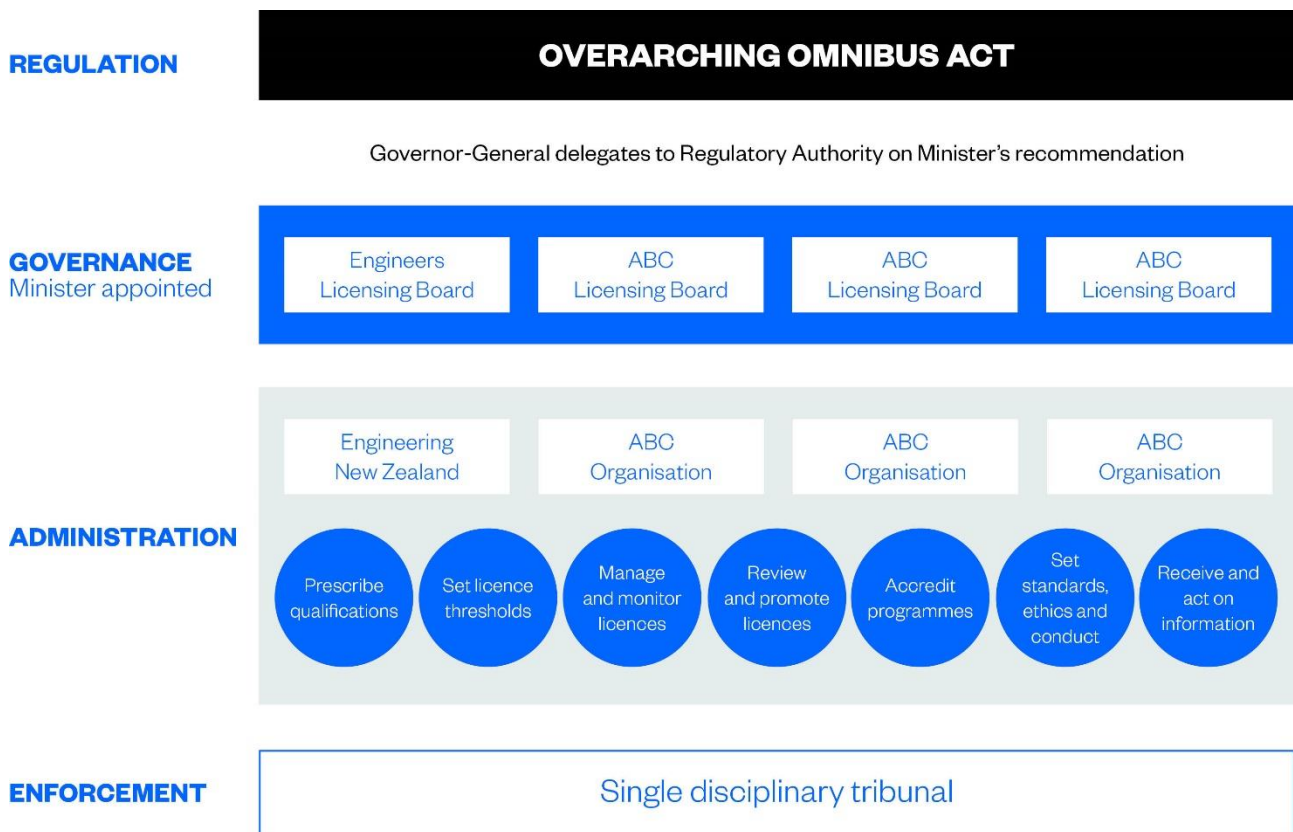 REGULATION
OVERARCHING OMNIBUS ACT
Governor-General delegates to Regulatory Authority on Minister’s recommendation
GOVERNANCE
Minister appointed
Engineers
Licensing Board
ABC
Licensing Board
ABC
Licensing Board
ABC
Licensing Board
ADMINISTRATION
Engineering
New Zealand
ABC
Organisation
ABC
Organisation
ABC
Organisation
Prescribe
qualifications
Set licence
thresholds
Manage
and monitor
licences
Review
and promote
licences
Accredit
programmes
Set
standards,
ethics and
conduct
Receive and
act on
information
ENFORCEMENT
Single disciplinary tribunal